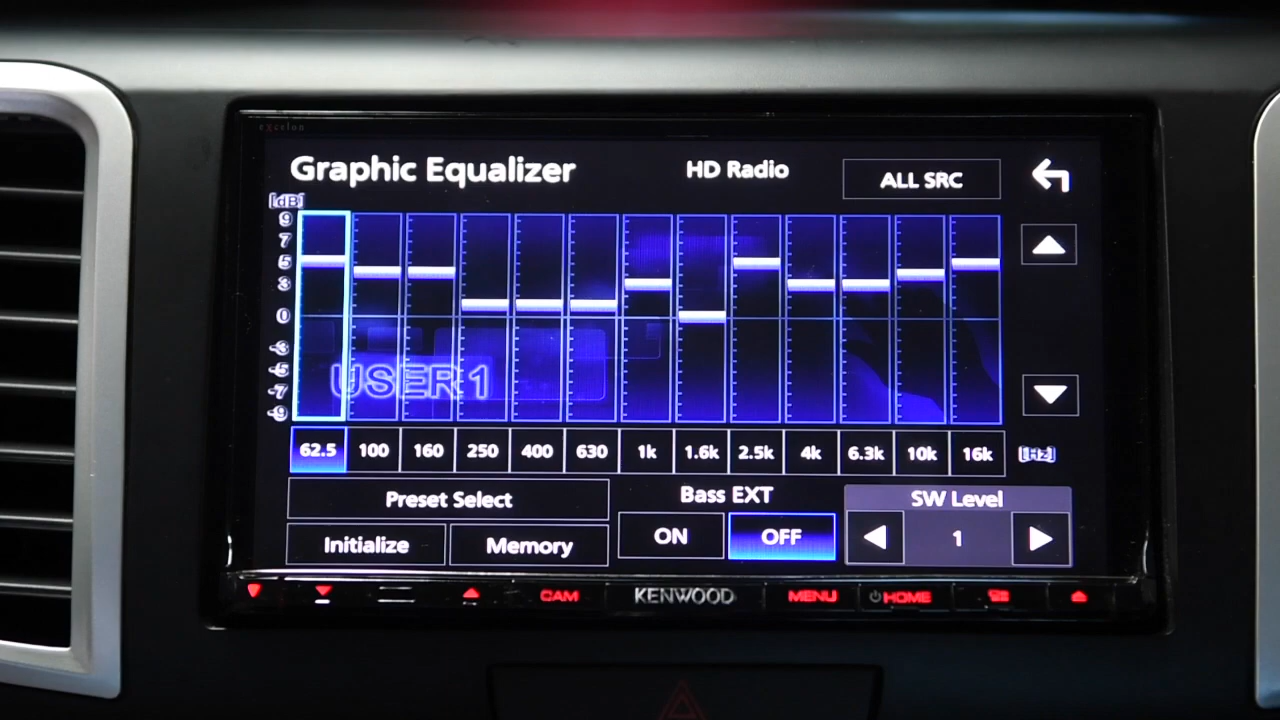 excelon
Graphic Equalizer
HD Radio
ALL SRC
[dB]
9
7
5
3
0
-3
-5
-7
-9
USER1
62.5 100 160 250 400 630 1k 1.6k 2.5k 4k 6.3k 10k 16k [Hz]
Preset Select
Bass EXT
SW Level
Initialize
Memory
ON
OFF
1
CAM
KENWOOD
MENU
HOME